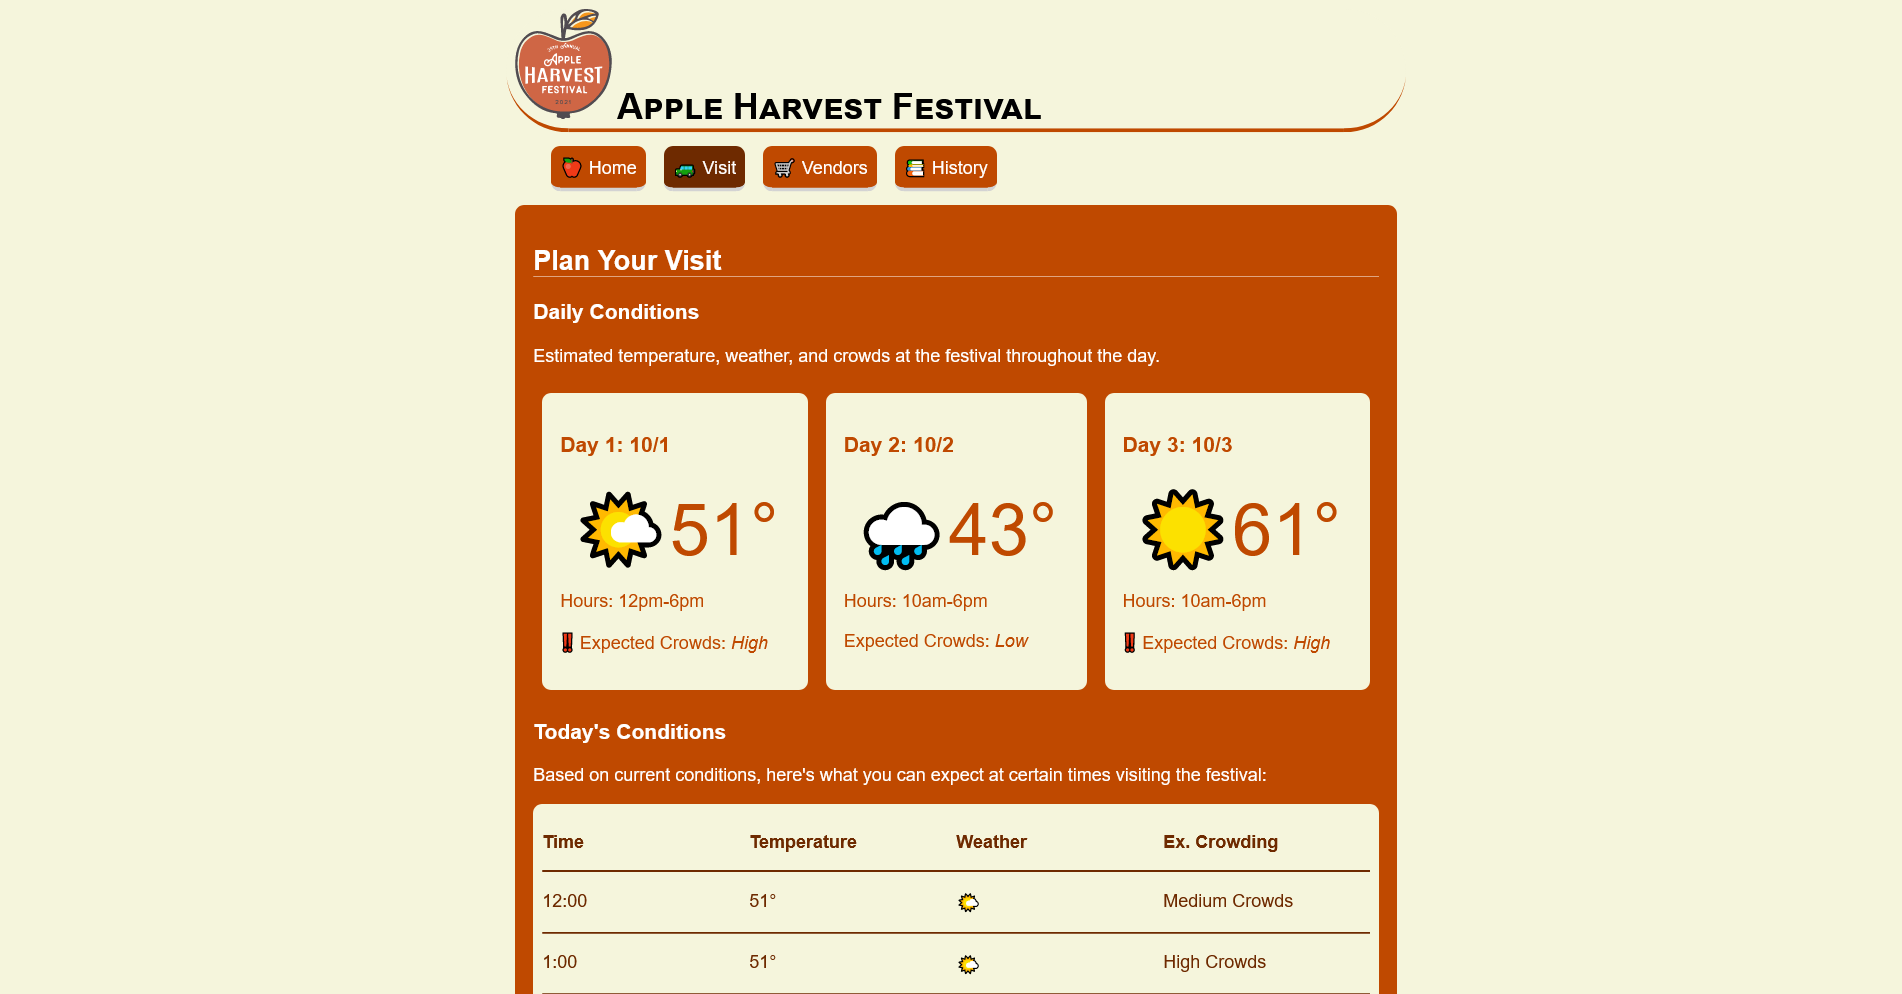 39th Annual
Apple
Harvest
Festival
2021
Apple Harvest Festival
Home
Visit
Vendors
History
Plan Your Visit
Daily Conditions
Estimated temperature, weather, and crowds at the festival throughout the day.
Day 1: 10/1
51°
Hours: 12pm-6pm
Expected Crowds: High
Day 2: 10/2
43°
Hours: 10am-6pm
Expected Crowds: Low
Day 3: 10/3
61°
Hours: 10am-6pm
Expected Crowds: High
Today's Conditions
Based on current conditions, here's what you can expect at certain times visiting the festival:
Time Temperature Weather Ex. Crowding
12:00 51° Medium Crowds
1:00 51° High Crowds